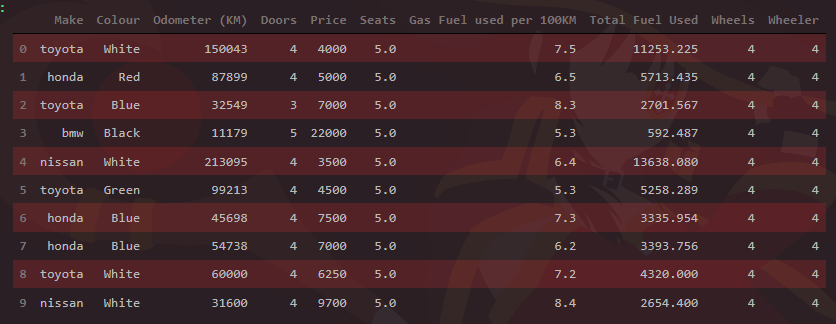 :
Make Colour Odometer (KM) Doors Price Seats Gas Fuel used per 100KM Total Fuel Used Wheels Wheeler
0 toyota White 150043 4 4000 5.0 7.5 11253.225 4 4
1 honda Red 87899 4 5000 5.0 6.5 5713.435 4 4
2 toyota Blue 32549 3 7000 5.0 8.3 2701.567 4 4
3 bmw Black 11179 5 22000 5.0 5.3 592.487 4 4
4 nissan White 213095 4 3500 5.0 6.4 13638.080 4 4
5 toyota Green 99213 4 4500 5.0 5.3 5258.289 4 4
6 honda Blue 45698 4 7500 5.0 7.3 3335.954 4 4
7 honda Blue 54738 4 7000 5.0 6.2 3393.756 4 4
8 toyota White 60000 4 6250 5.0 7.2 4320.000 4 4
9 nissan White 31600 4 9700 5.0 8.4 2654.400 4 4